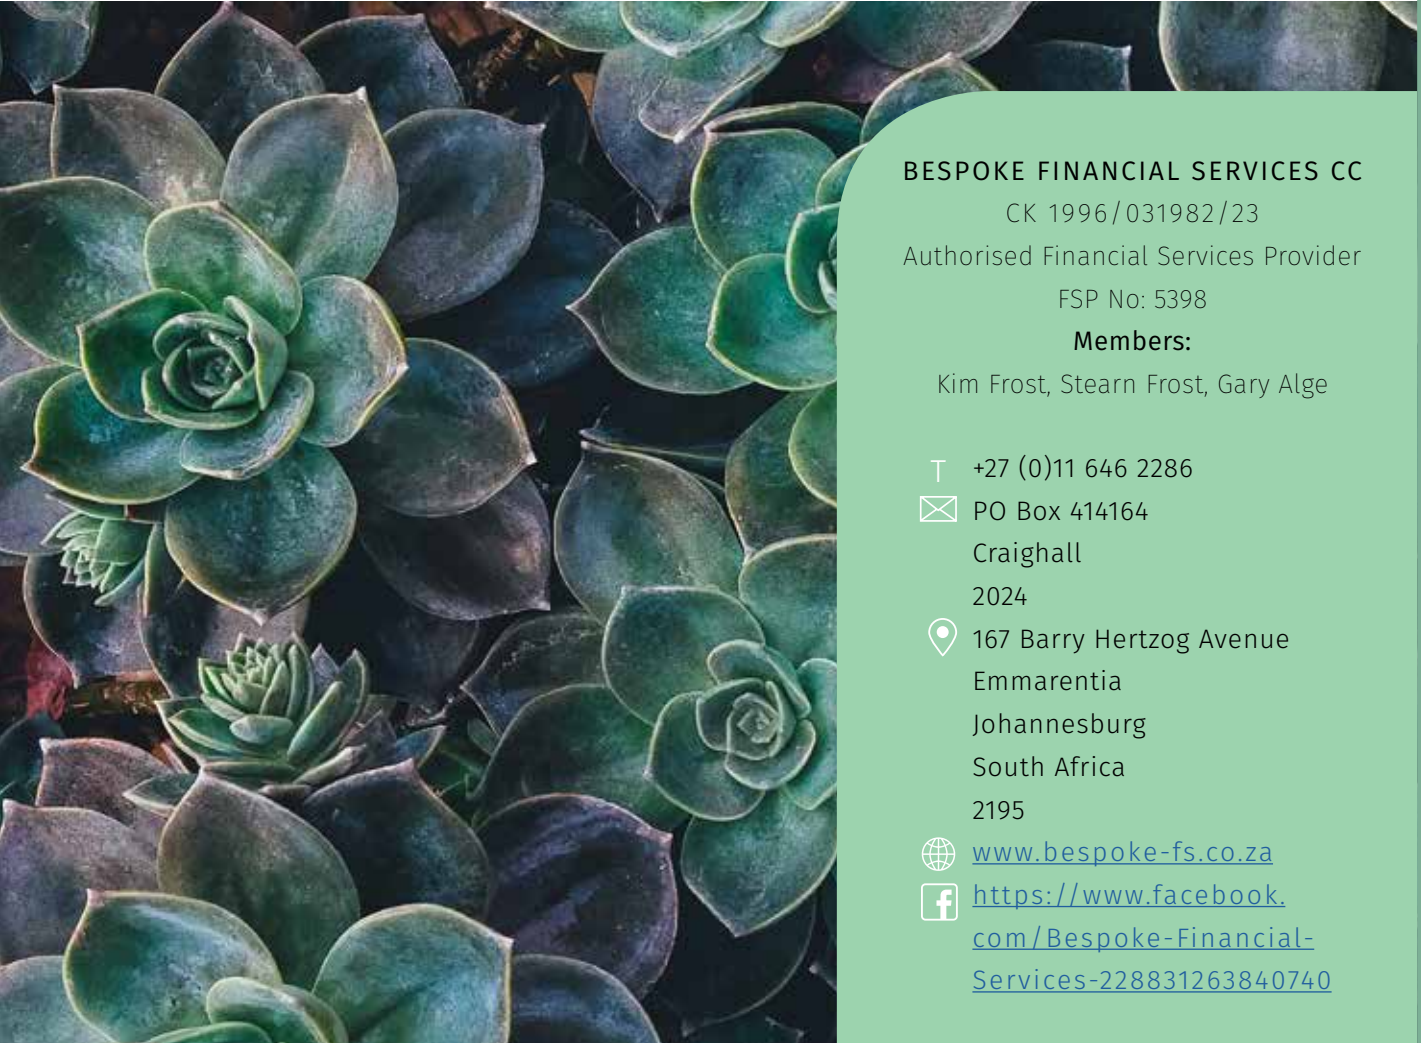 BESPOKE FINANCIAL SERVICES CC
CK 1996/031982/23
Authorised Financial Services Provider
FSP No: 5398
Members:
Kim Frost, Stearn Frost, Gary Alge
T +27 (0)11 646 2286
PO Box 414164
Craighall
2024
167 Barry Hertzog Avenue
Emmarentia
Johannesburg
South Africa
2195
www.bespoke-fs.co.za
https://www.facebook.
com/Bespoke-Financial-
Services-228831263840740